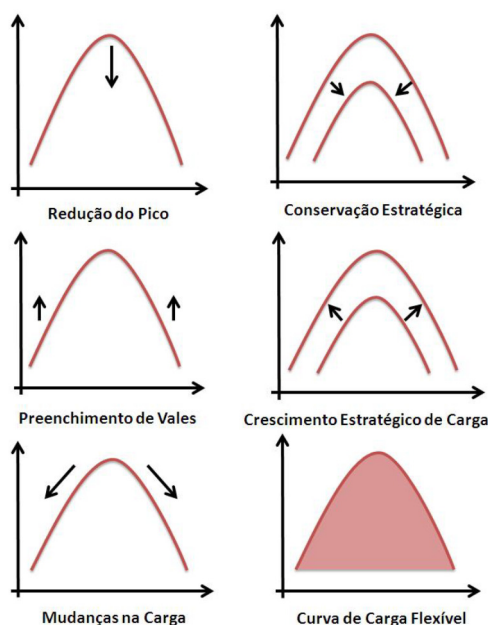 Redução do Pico
Conservação Estratégica
Preenchimento de Vales
Crescimento Estratégico de Carga
Mudanças na Carga
Curva de Carga Flexível